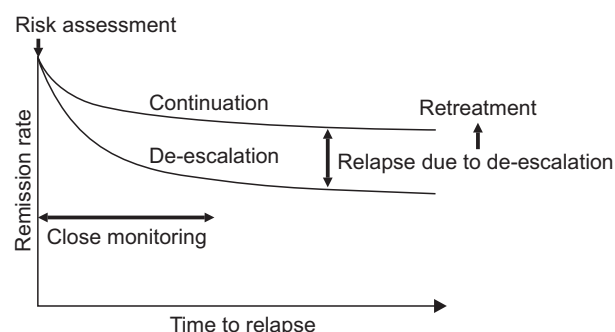 Risk assessment
Continuation
Retreatment
De-escalation
Relapse due to de-escalation
Remission rate
Close monitoring
Time to relapse